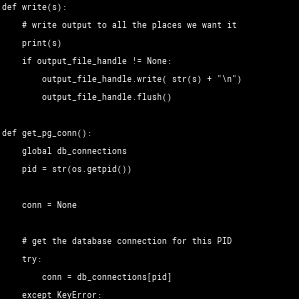 def write(s):
    # write output to all the places we want it
    print(s)
    if output_file_handle != None:
        output_file_handle.write( str(s) + "\n")
        output_file_handle.flush()

def get_pg_conn():
    global db_connections
    pid = str(os.getpid())

    conn = None

    # get the database connection for this PID
    try:
        conn = db_connections[pid]
    except KeyError: